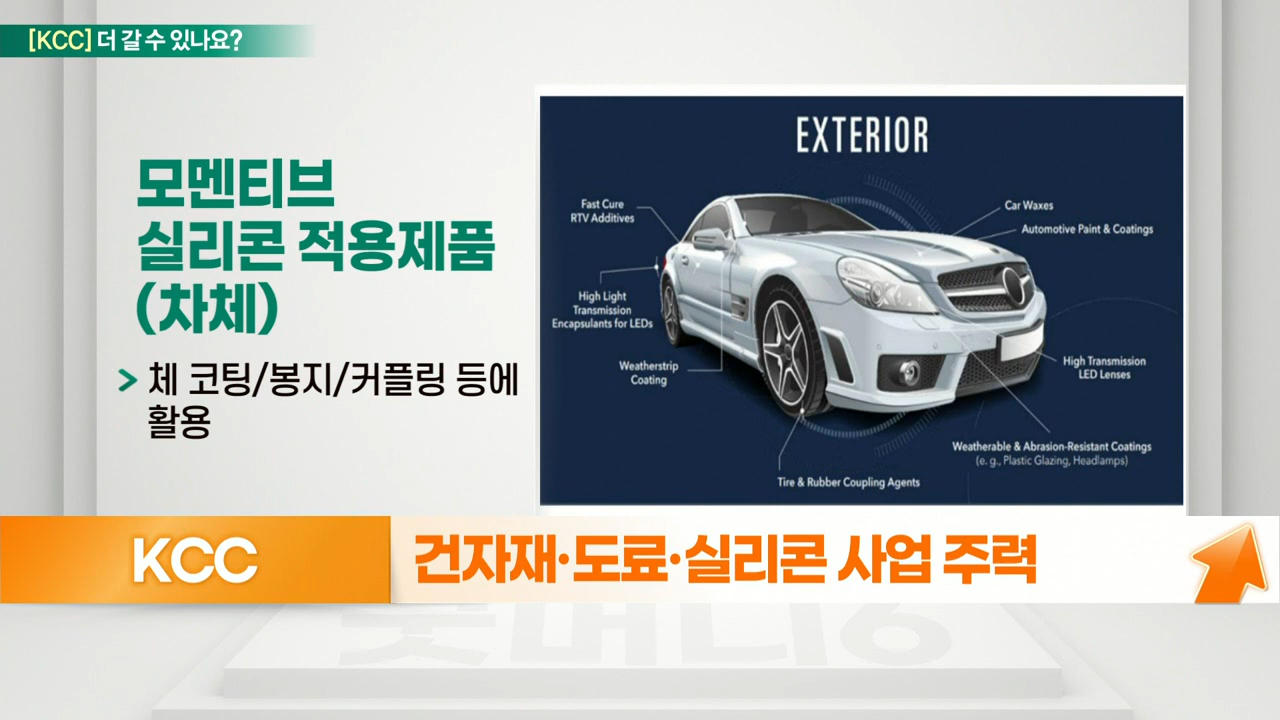 [KCC] 더 갈 수 있나요?
모멘티브
실리콘 적용제품
(차체)
체 코팅/봉지/커플링 등에
활용
EXTERIOR
Fast Cure
RTV Additives
High Light
Transmission
Encapsulants for LEDs
Weatherstrip
Coating
Tire & Rubber Coupling Agents
Car Waxes
Automotive Paint & Coatings
High Transmission
LED Lenses
Weatherable & Abrasion-Resistant Coatings
(e. g., Plastic Glazing, Headlamps)
KCC
건자재·도료·실리콘 사업 주력
머니6